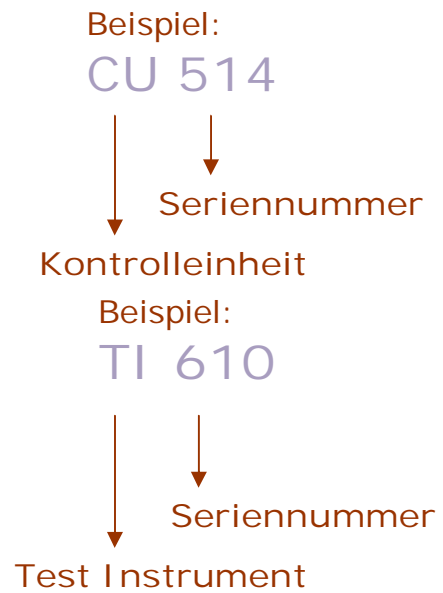 Beispiel:
CU 514
Seriennummer
Kontrolleinheit
Beispiel:
TI 610
Seriennummer
Test Instrument